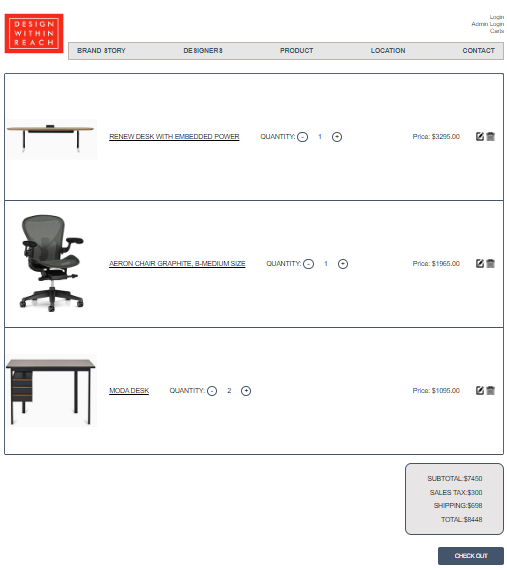 DESIGN
WITHIN
REACH
Login
Admin Login
Carts
BRAND STORY DESIGNERS PRODUCT LOCATION CONTACT
RENEW DESK WITH EMBEDDED POWER QUANTITY: - 1 + Price: $3295.00
AERON CHAIR GRAPHITE, B-MEDIUM SIZE QUANTITY: - 1 + Price: $1965.00
MODA DESK QUANTITY: - 2 + Price: $1095.00
SUBTOTAL:$7450
SALES TAX:$300
SHIPPING:$698
TOTAL:$8448
CHECK OUT